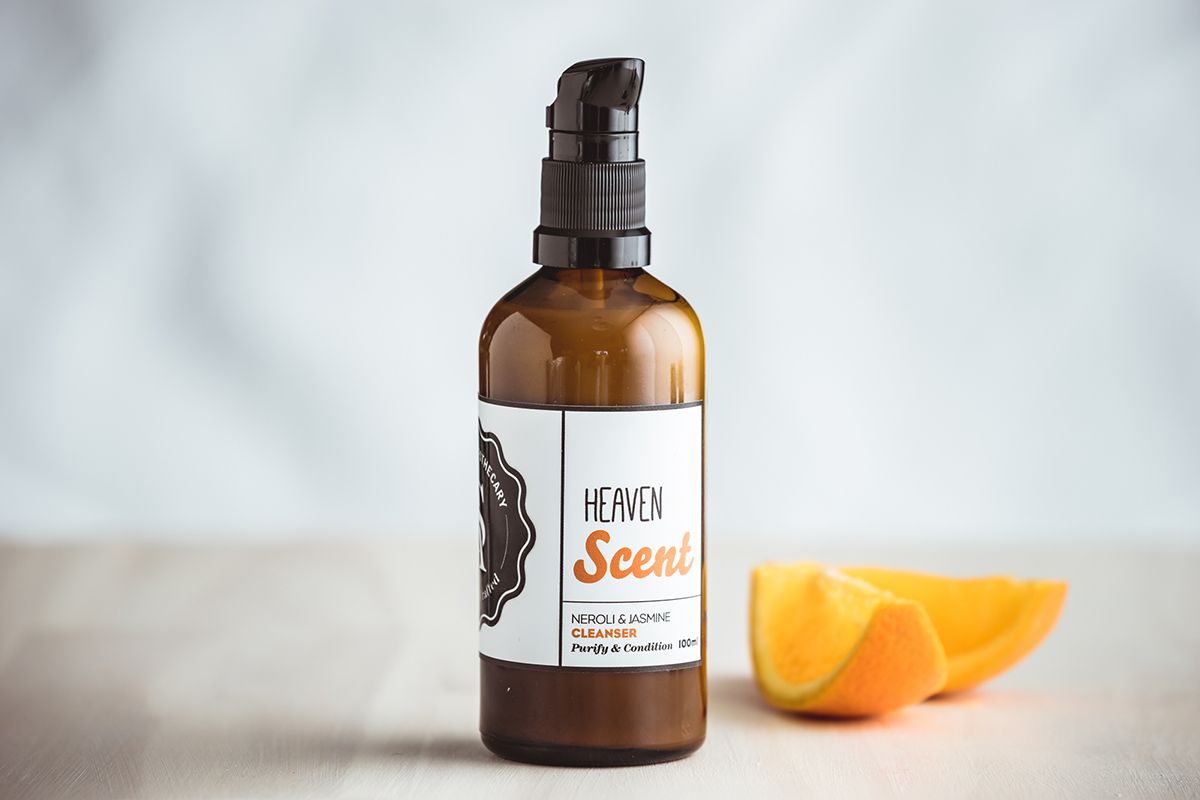 HEAVEN
Scent
NEROLI & JASMINE
CLEANSER
Purify & Condition 100ml